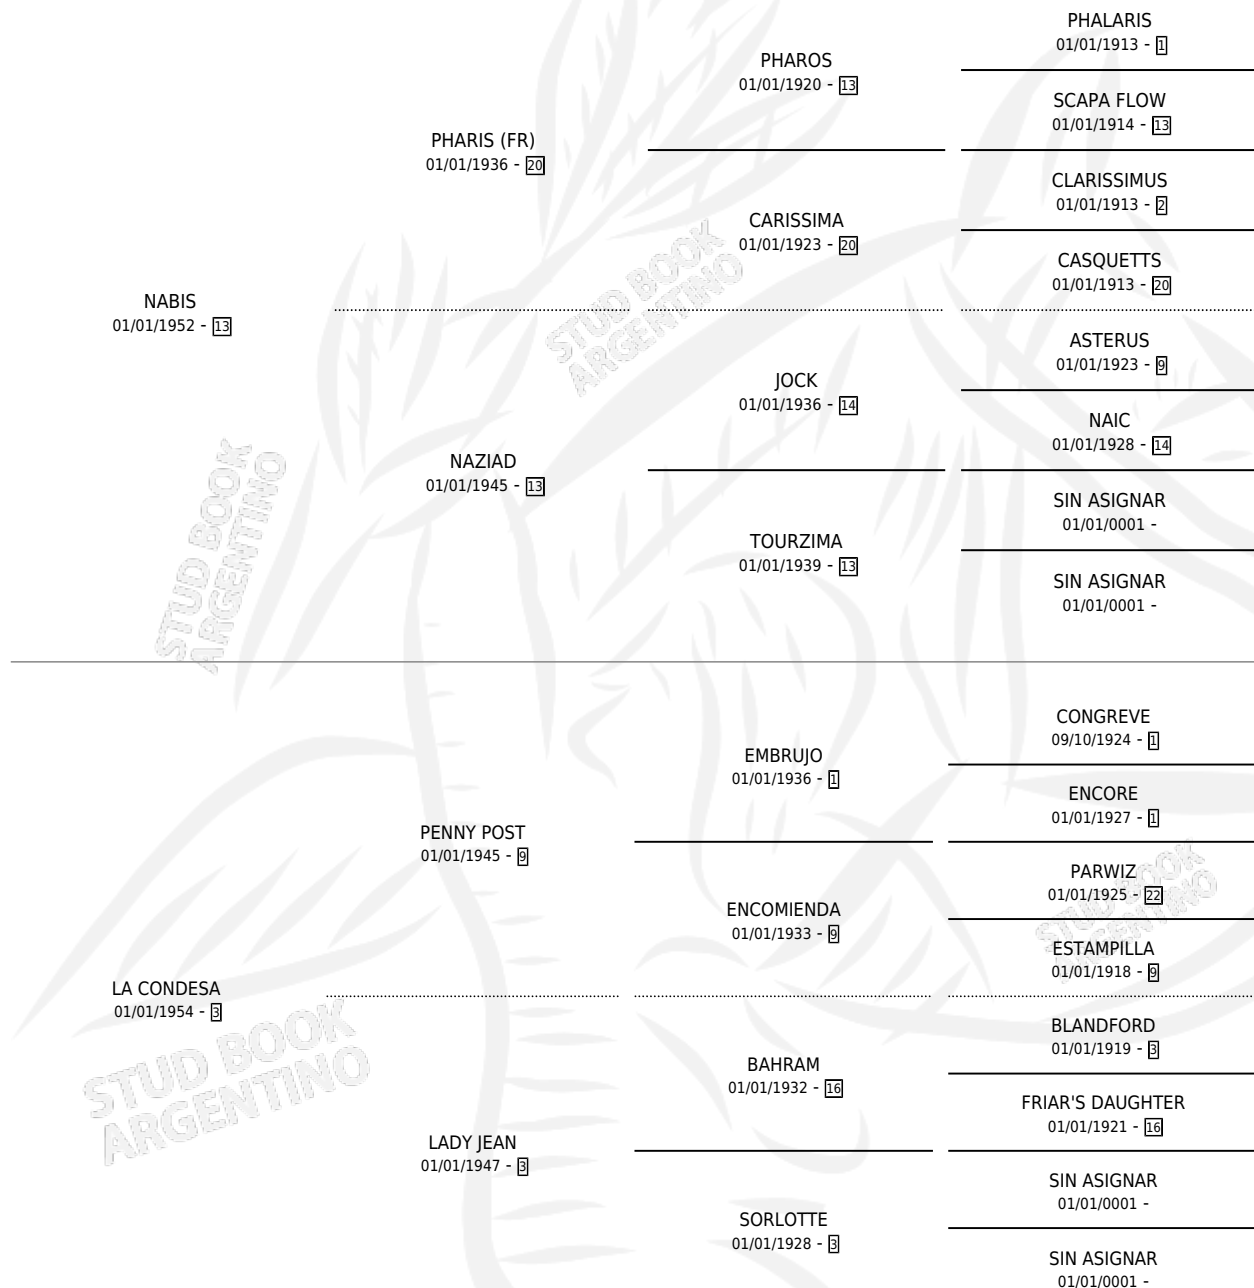 PHALARIS
01/01/1913 - 1
PHAROS
01/01/1920 - 13
SCAPA FLOW
01/01/1914 - 13
PHARIS (FR)
01/01/1936 - 20
CLARISSIMUS
01/01/1913 - 2
CARISSIMA
01/01/1923 - 20
CASQUETTS
01/01/1913 - 20
NABIS
01/01/1952 - 13
ASTERUS
01/01/1923 - 9
JOCK
01/01/1936 - 14
NAIC
01/01/1928 - 14
NAZIAD
01/01/1945 - 13
SIN ASIGNAR
01/01/0001 -
TOURZIMA
01/01/1939 - 13
SIN ASIGNAR
01/01/0001 -
CONGREVE
09/10/1924 - 1
EMBRUJO
01/01/1936 - 1
ENCORE
01/01/1927 - 1
PENNY POST
01/01/1945 - 9
PARWIZ
01/01/1925 - 22
ENCOMIENDA
01/01/1933 - 9
ESTAMPILLA
01/01/1918 - 9
LA CONDESA
01/01/1954 - 3
BLANDFORD
01/01/1919 - 3
BAHRAM
01/01/1932 - 16
FRIAR'S DAUGHTER
01/01/1921 - 16
LADY JEAN
01/01/1947 - 3
SIN ASIGNAR
01/01/0001 -
SORLOTTE
01/01/1928 - 3
SIN ASIGNAR
01/01/0001 -
STUD BOOK
ARGENTINO
STUD BOOK
ARGENTINO
STUD BOOK
ARGENTINO
STUD BOOK
ARGENTINO